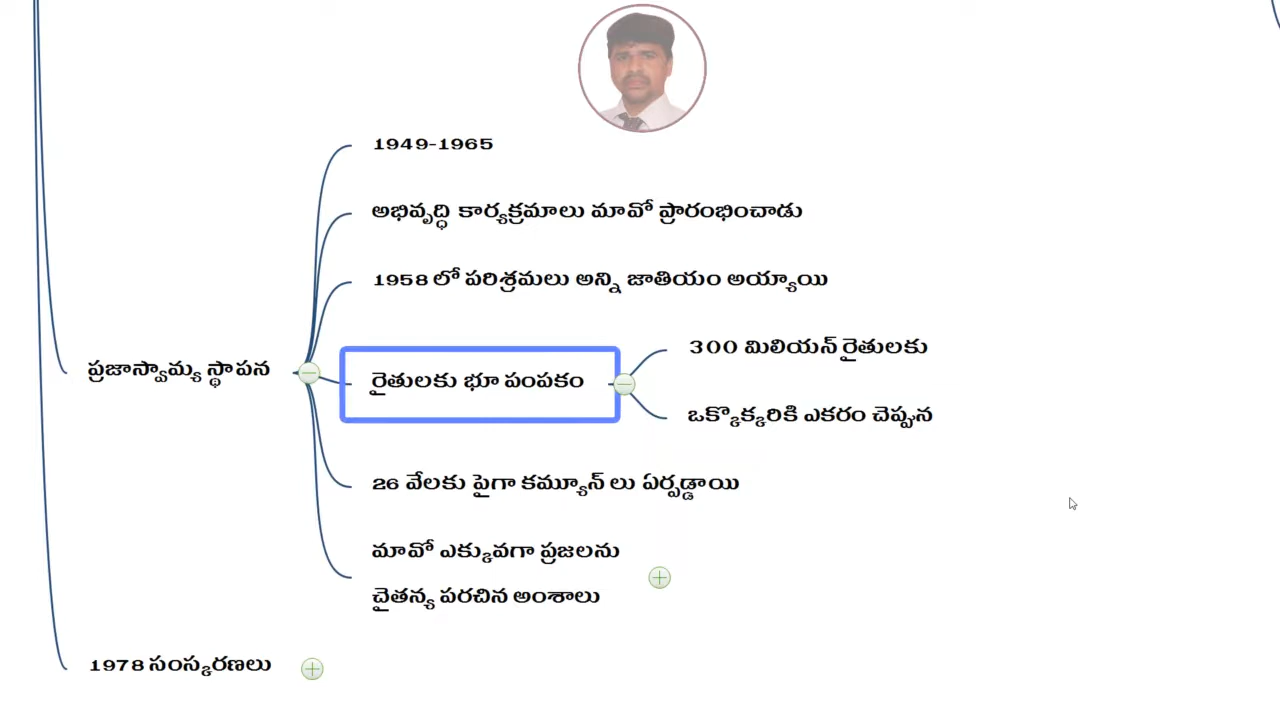 1949-1965
అభివృద్ధి కార్యక్రమాలు మావో ప్రారంభించాడు
1958 లో పరిశ్రమలు అన్ని జాతియం అయ్యాయి
ప్రజాస్వామ్య స్థాపన
రైతులకు భూ పంపకం
300 మిలియన్ రైతులకు
ఒక్కొక్కరికి ఎకరం చెప్పున
26 వేలకు పైగా కమ్యూన్ లు ఏర్పడ్డాయి
మావో ఎక్కువగా ప్రజలను
చైతన్య పరచిన అంశాలు
1978 సంస్కరణలు